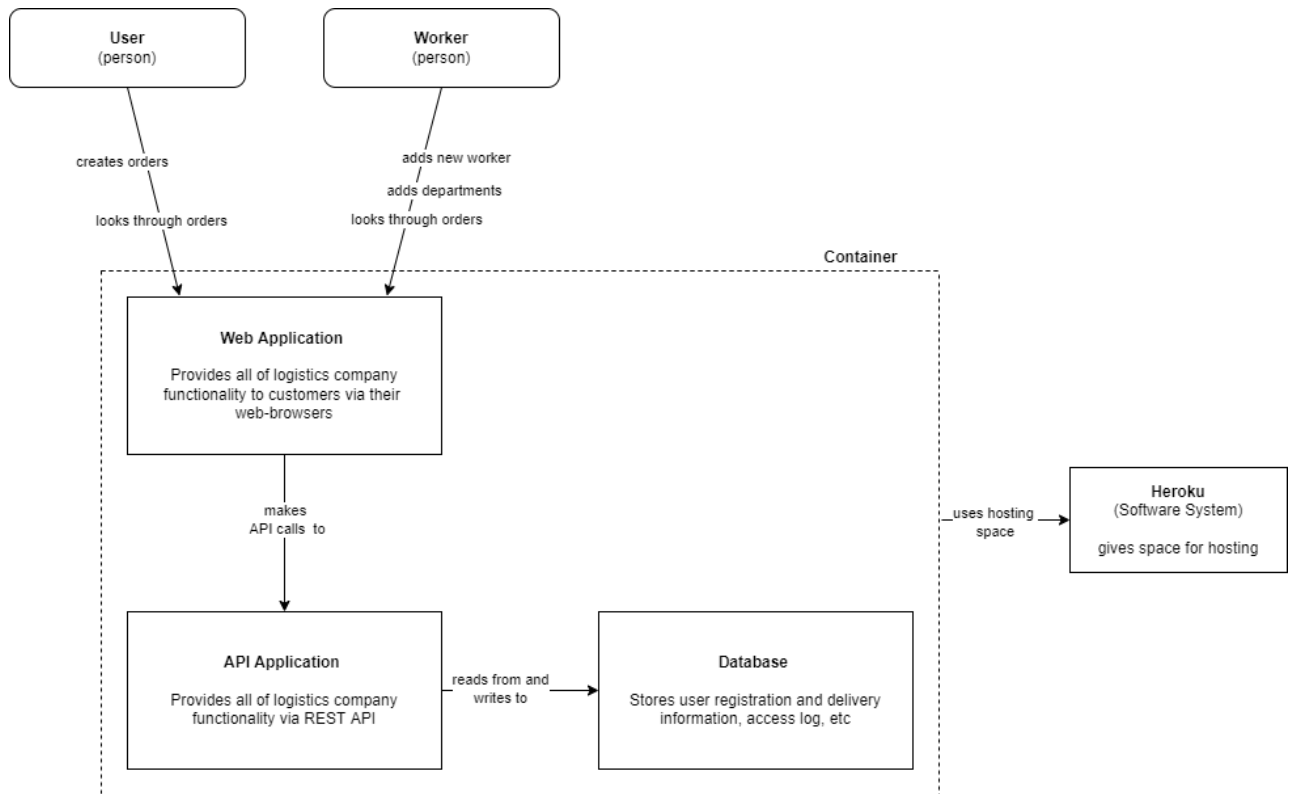 User
(person)
Worker
(person)
creates orders
looks through orders
adds new worker
adds departments
looks through orders
Container
Web Application
Provides all of logistics company
functionality to customers via their
web-browsers
makes
API calls to
uses hosting
space
Heroku
(Software System)
gives space for hosting
API Application
Provides all of logistics company
functionality via REST API
reads from and
writes to
Database
Stores user registration and delivery
information, access log, etc